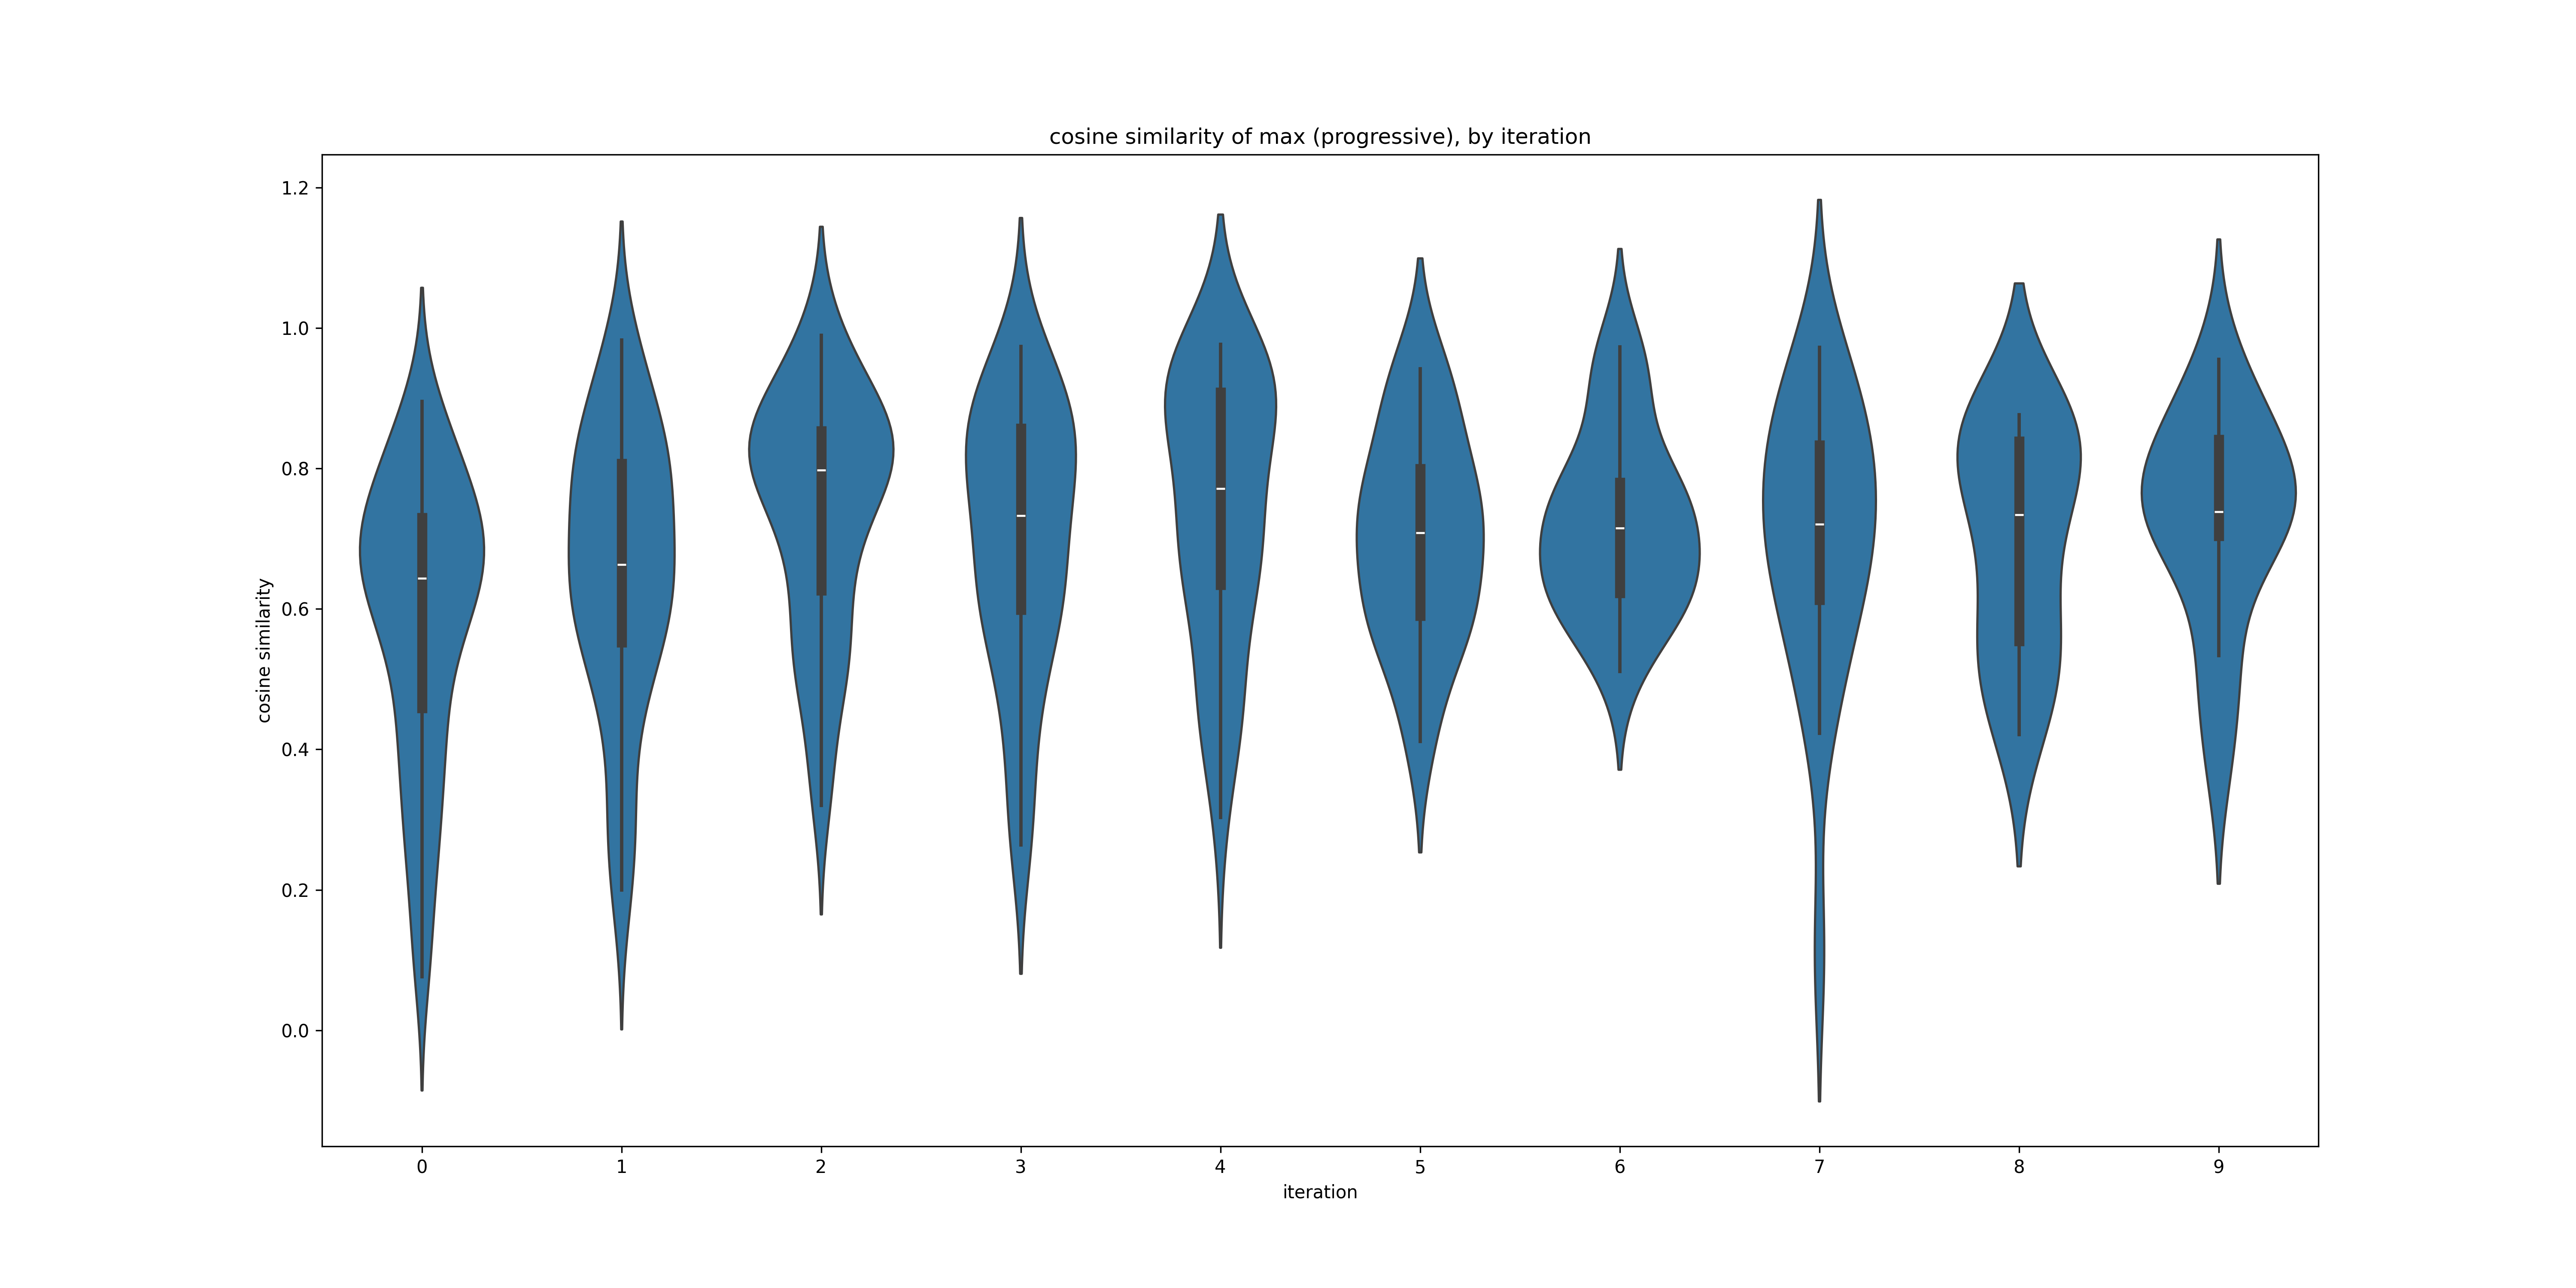 cosine similarity of max (progressive), by iteration
1.2
1.0
0.8
0.6
0.4
0.2
0.0
cosine similarity
0 1 2 3 4 5 6 7 8 9
iteration